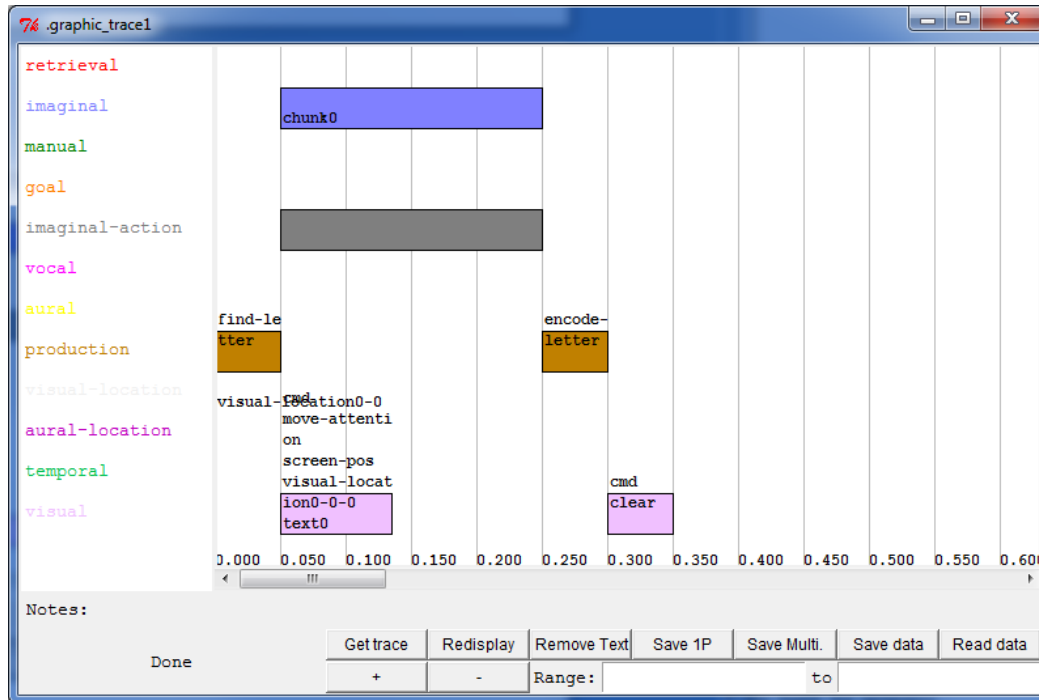 .graphic_trace1
retrieval
imaginal
chunk0
manual
goal
imaginal-action
vocal
aural
find-le
tter
encode-
letter
production
visual-location
visual-location0-0
cmd
move-attenti
on
screen-pos
visual-locat
ion0-0-0
text0
aural-location
temporal
visual
cmd
clear
0.000 0.050 0.100 0.150 0.200 0.250 0.300 0.350 0.400 0.450 0.500 0.550 0.600
Notes:
Done
Get trace Redisplay Remove Text Save 1P Save Multi. Save data Read data
+ - Range: to